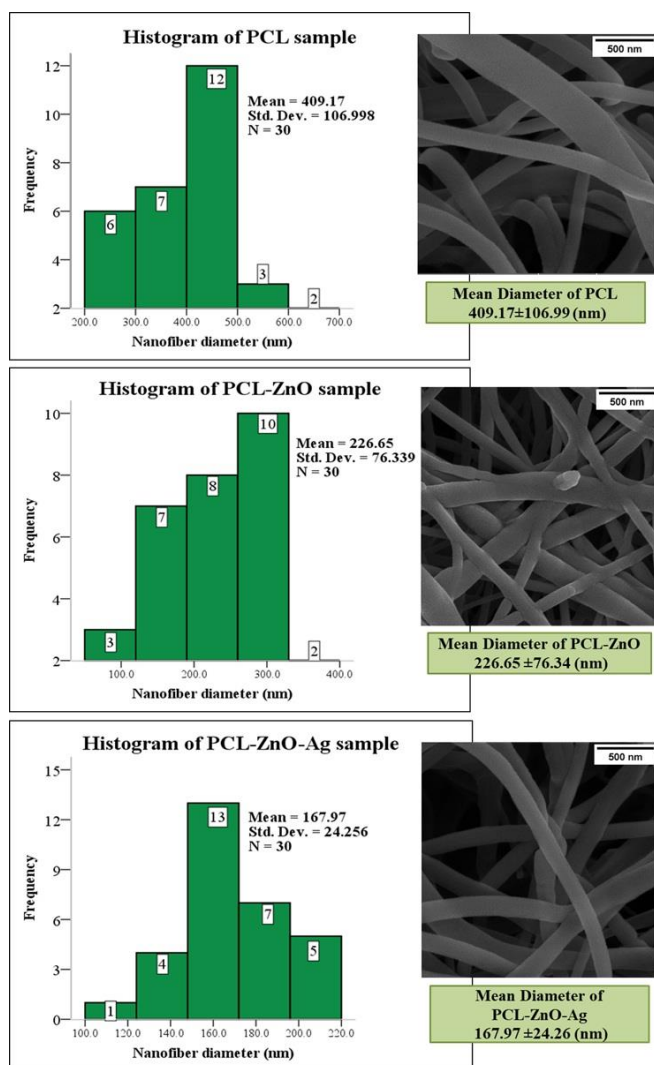 Histogram of PCL sample
12
10
8
6
4
2
Frequency
6
7
12
3
2
Mean = 409.17
Std. Dev. = 106.998
N = 30
200.0 300.0 400.0 500.0 600.0 700.0
Nanofiber diameter (nm)
500 nm
Mean Diameter of PCL
409.17±106.99 (nm)
Histogram of PCL-ZnO sample
10
8
6
4
2
Frequency
3
7
8
10
2
Mean = 226.65
Std. Dev. = 76.339
N = 30
100.0 200.0 300.0 400.0
Nanofiber diameter (nm)
500 nm
Mean Diameter of PCL-ZnO
226.65 ±76.34 (nm)
Histogram of PCL-ZnO-Ag sample
15
12
9
6
3
0
Frequency
1
4
13
7
5
Mean = 167.97
Std. Dev. = 24.256
N = 30
100.0 120.0 140.0 160.0 180.0 200.0 220.0
Nanofiber diameter (nm)
500 nm
Mean Diameter of
PCL-ZnO-Ag
167.97 ±24.26 (nm)